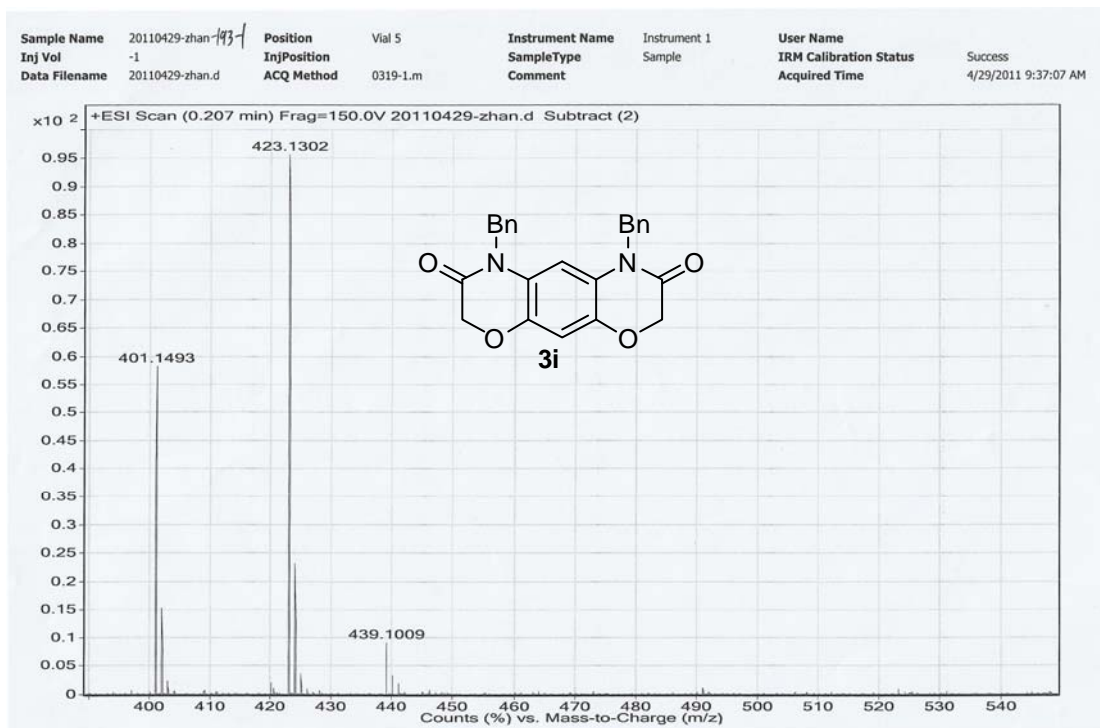 Sample Name 20110429-zhan-193-1 Position Vial 5 Instrument Name Instrument 1 User Name
Inj Vol -1 InjPosition SampleType Sample IRM Calibration Status Success
Data Filename 20110429-zhan.d ACQ Method 0319-1.m Comment Acquired Time 4/29/2011 9:37:07 AM
x10 2 +ESI Scan (0.207 min) Frag=150.0V 20110429-zhan.d Subtract (2)
423.1302
0.95
0.9
0.85
Bn Bn
0.8
0.75
O N N O
0.7
0.65
O O
0.6
3i
401.1493
0.55
0.5
0.45
0.4
0.35
0.3
0.25
0.2
0.15
0.1
439.1009
0.05
0
400 410 420 430 440 450 460 470 480 490 500 510 520 530 540
Counts (%) vs. Mass-to-Charge (m/z)